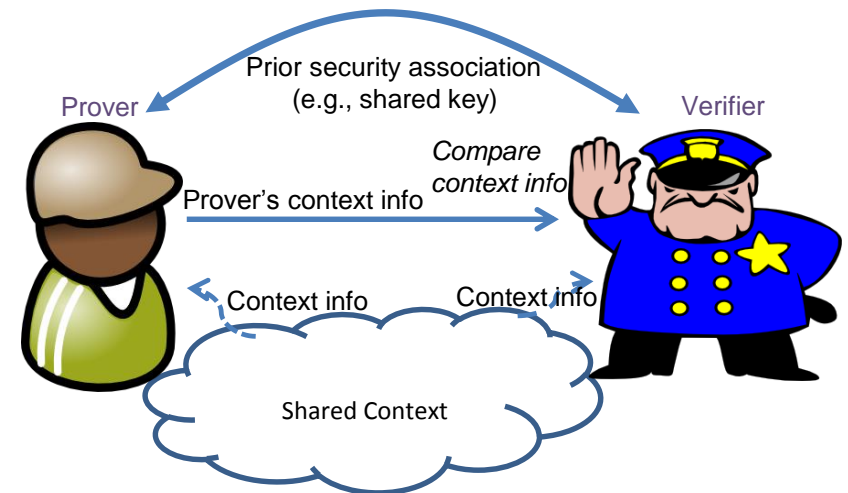 Prior security association
(e.g., shared key)
Prover
Verifier
Compare
context info
Prover’s context info
Context info
Context info
Shared Context